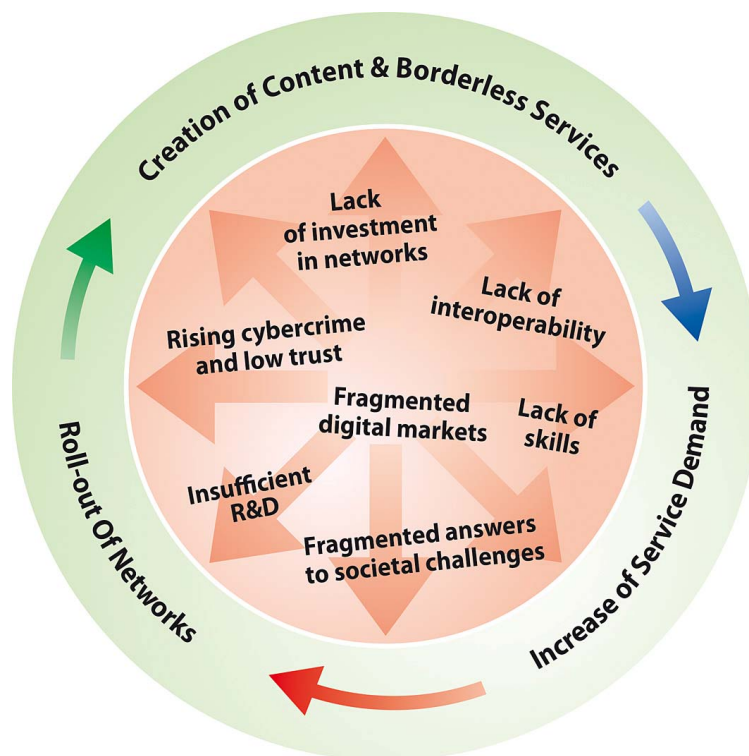 Creation of Content & Borderless Services
Lack
of investment
in networks
Lack of
interoperability
Rising cybercrime
and low trust
Fragmented
digital markets
Lack of
skills
Insufficient
R&D
Fragmented answers
to societal challenges
Increase of Service Demand
Roll-out Of Networks